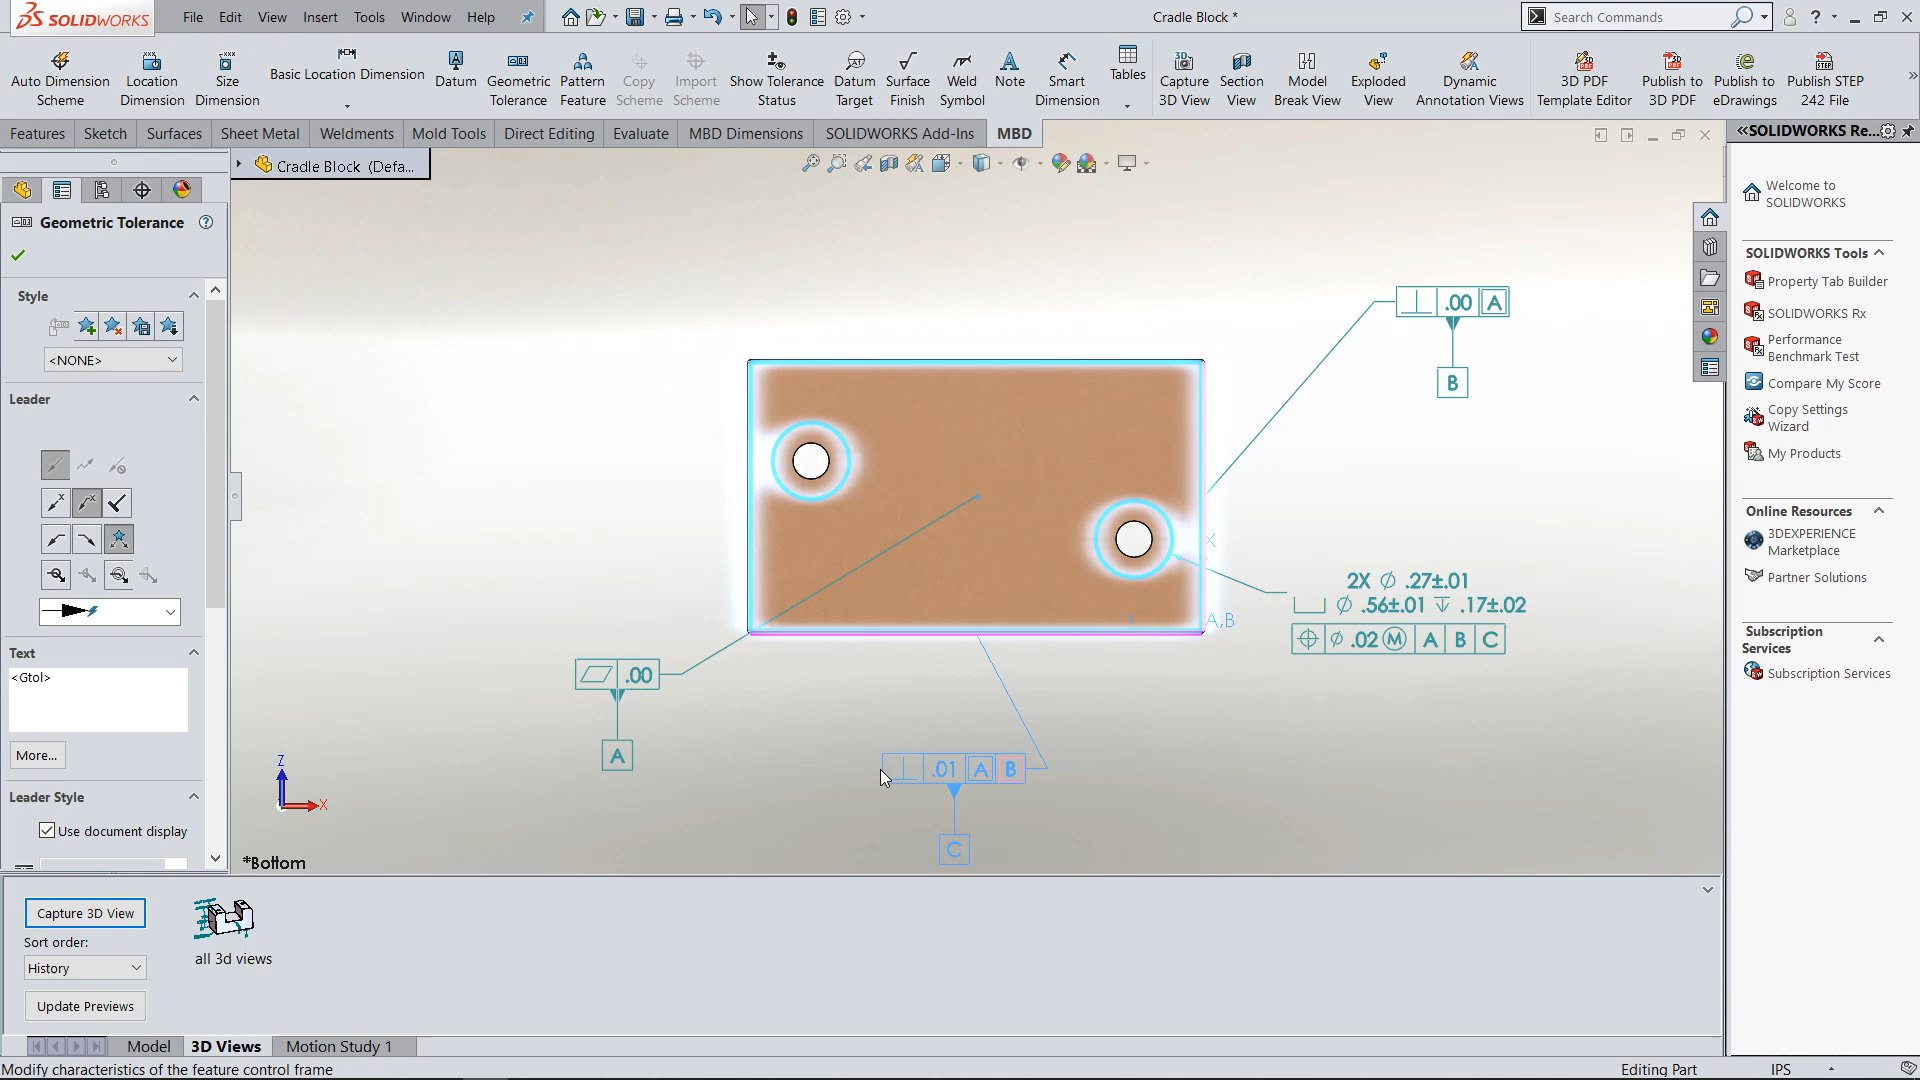 SOLIDWORKS
File Edit View Insert Tools Window Help
Cradle Block *
Search Commands
Auto Dimension Scheme
Location Dimension
Size Dimension
Basic Location Dimension
Datum
Geometric Tolerance
Pattern Feature
Copy Scheme
Import Scheme
Show Tolerance Status
Datum Target
Surface Finish
Weld Symbol
Note
Smart Dimension
Tables
Capture 3D View
Section View
Model Break View
Exploded View
Dynamic Annotation Views
3D PDF Template Editor
Publish to 3D PDF
Publish to eDrawings
Publish STEP 242 File
Features Sketch Surfaces Sheet Metal Weldments Mold Tools Direct Editing Evaluate MBD Dimensions SOLIDWORKS Add-Ins MBD
Cradle Block (Defa...
Geometric Tolerance
Style
<NONE>
Leader
Text
<Gtol>
More...
Leader Style
Use document display
⊥ .00 A
B
2X ⌀ .27±.01
⌴ ⌀ .56±.01 ↧ .17±.02
⌖ ⌀ .02 Ⓜ A B C
X
Y
A,B
⏥ .00
A
⊥ .01 A B
C
Z
X
*Bottom
SOLIDWORKS Re...
Welcome to
SOLIDWORKS
SOLIDWORKS Tools
Property Tab Builder
SOLIDWORKS Rx
Performance
Benchmark Test
Compare My Score
Copy Settings
Wizard
My Products
Online Resources
3DEXPERIENCE
Marketplace
Partner Solutions
Subscription
Services
Subscription Services
Capture 3D View
Sort order:
History
Update Previews
all 3d views
Model 3D Views Motion Study 1
Modify characteristics of the feature control frame
Editing Part
IPS